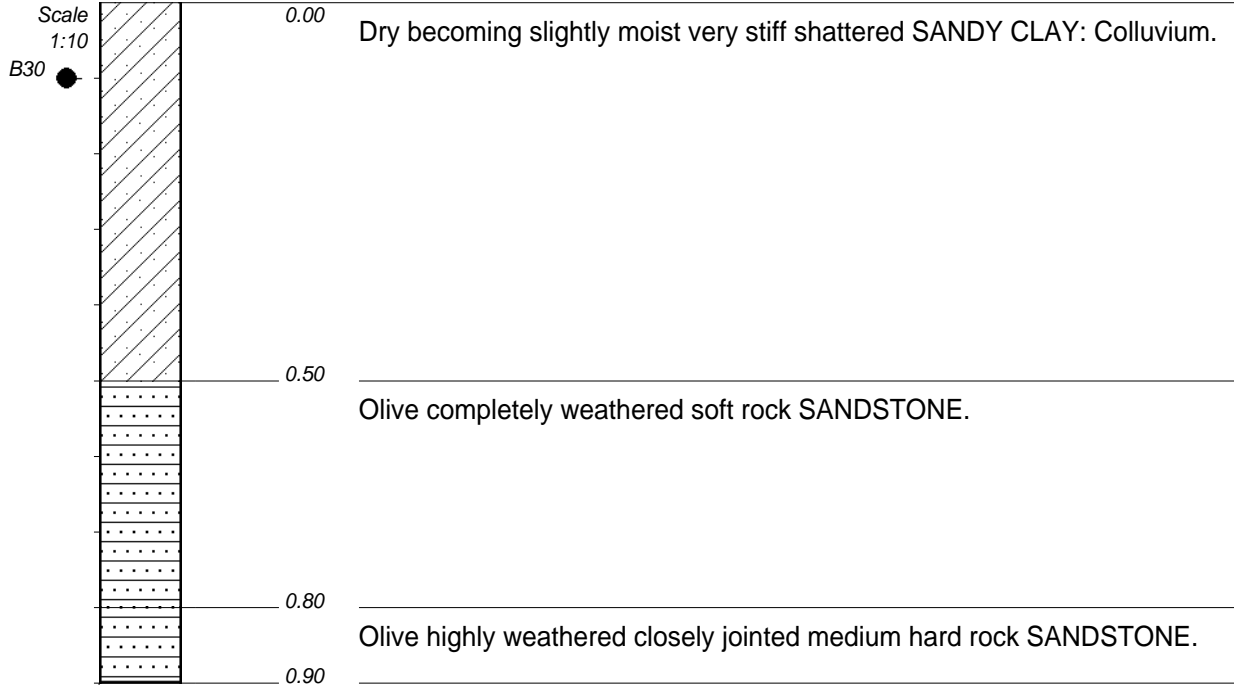 Scale
1:10
0.00
Dry becoming slightly moist very stiff shattered SANDY CLAY: Colluvium.
B30
0.50
Olive completely weathered soft rock SANDSTONE.
0.80
Olive highly weathered closely jointed medium hard rock SANDSTONE.
0.90